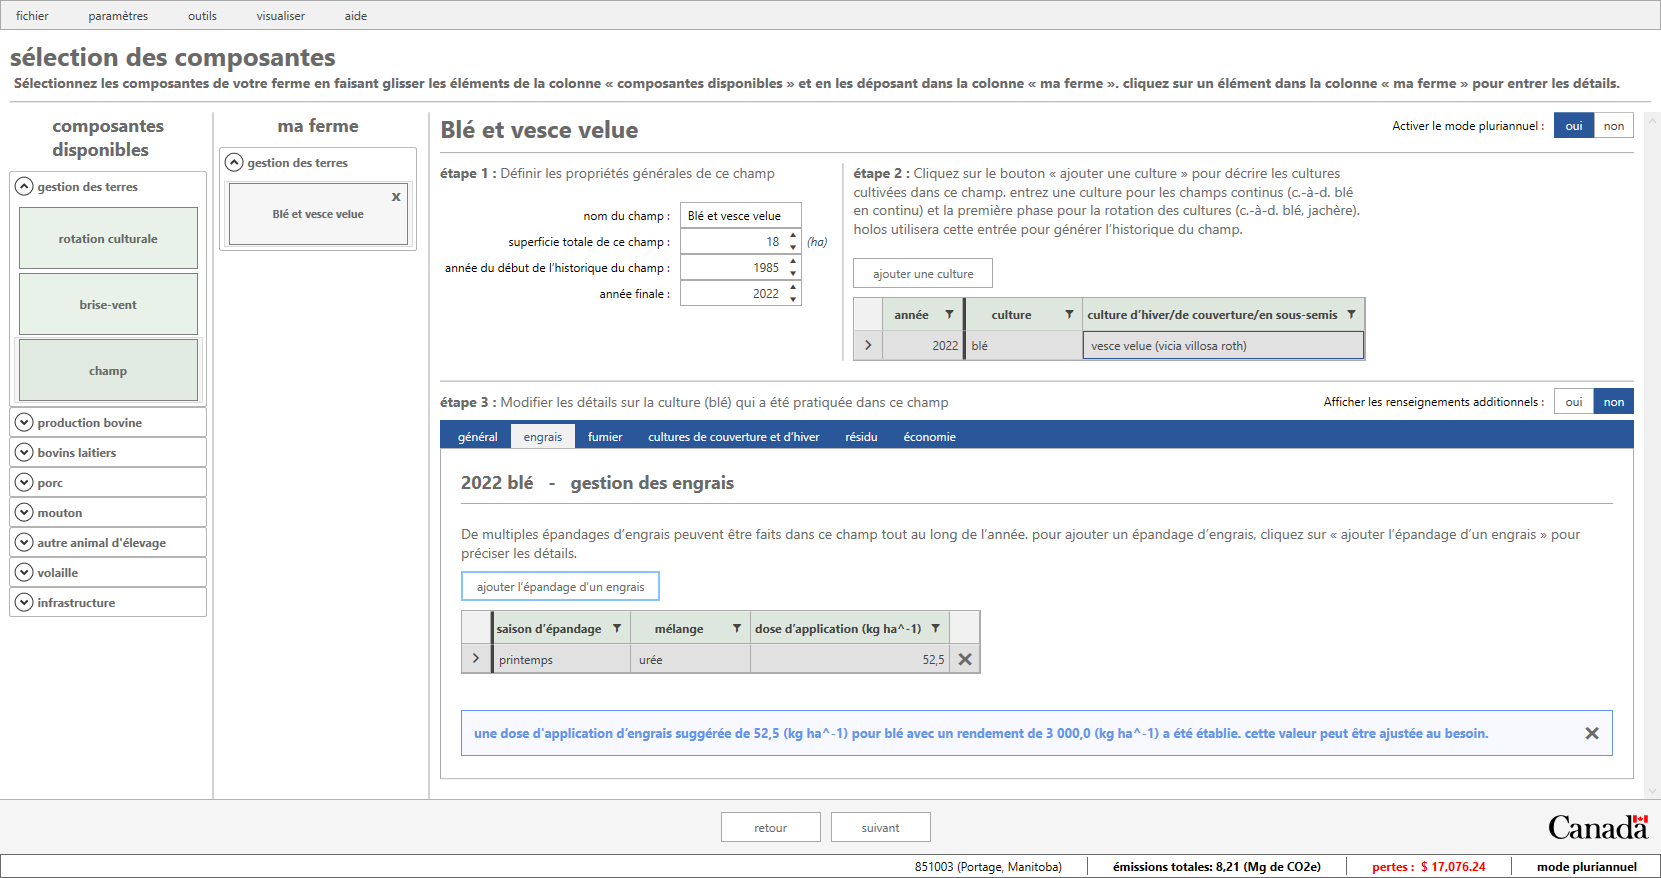 fichier paramètres outils visualiser aide
sélection des composantes
Sélectionnez les composantes de votre ferme en faisant glisser les éléments de la colonne « composantes disponibles » et en les déposant dans la colonne « ma ferme ». cliquez sur un élément dans la colonne « ma ferme » pour entrer les détails.
composantes
disponibles
gestion des terres
rotation culturale
brise-vent
champ
production bovine
bovins laitiers
porc
mouton
autre animal d'élevage
volaille
infrastructure
ma ferme
gestion des terres
x
Blé et vesce velue
Blé et vesce velue
Activer le mode pluriannuel : oui non
étape 1 : Définir les propriétés générales de ce champ
nom du champ : Blé et vesce velue
superficie totale de ce champ : 18 (ha)
année du début de l'historique du champ : 1985
année finale : 2022
étape 2 : Cliquez sur le bouton « ajouter une culture » pour décrire les cultures
cultivées dans ce champ. entrez une culture pour les champs continus (c.-à-d. blé
en continu) et la première phase pour la rotation des cultures (c.-à-d. blé, jachère).
holos utilisera cette entrée pour générer l'historique du champ.
ajouter une culture
année culture culture d'hiver/de couverture/en sous-semis
2022 blé vesce velue (vicia villosa roth)
étape 3 : Modifier les détails sur la culture (blé) qui a été pratiquée dans ce champ
Afficher les renseignements additionnels : oui non
général engrais fumier cultures de couverture et d'hiver résidu économie
2022 blé - gestion des engrais
De multiples épandages d'engrais peuvent être faits dans ce champ tout au long de l'année. pour ajouter un épandage d'engrais, cliquez sur « ajouter l'épandage d'un engrais » pour
préciser les détails.
ajouter l'épandage d'un engrais
saison d'épandage mélange dose d'application (kg ha^-1)
printemps urée 52,5
une dose d'application d'engrais suggérée de 52,5 (kg ha^-1) pour blé avec un rendement de 3 000,0 (kg ha^-1) a été établie. cette valeur peut être ajustée au besoin.
retour suivant
Canada
851003 (Portage, Manitoba) émissions totales: 8,21 (Mg de CO2e) pertes : $ 17,076.24 mode pluriannuel